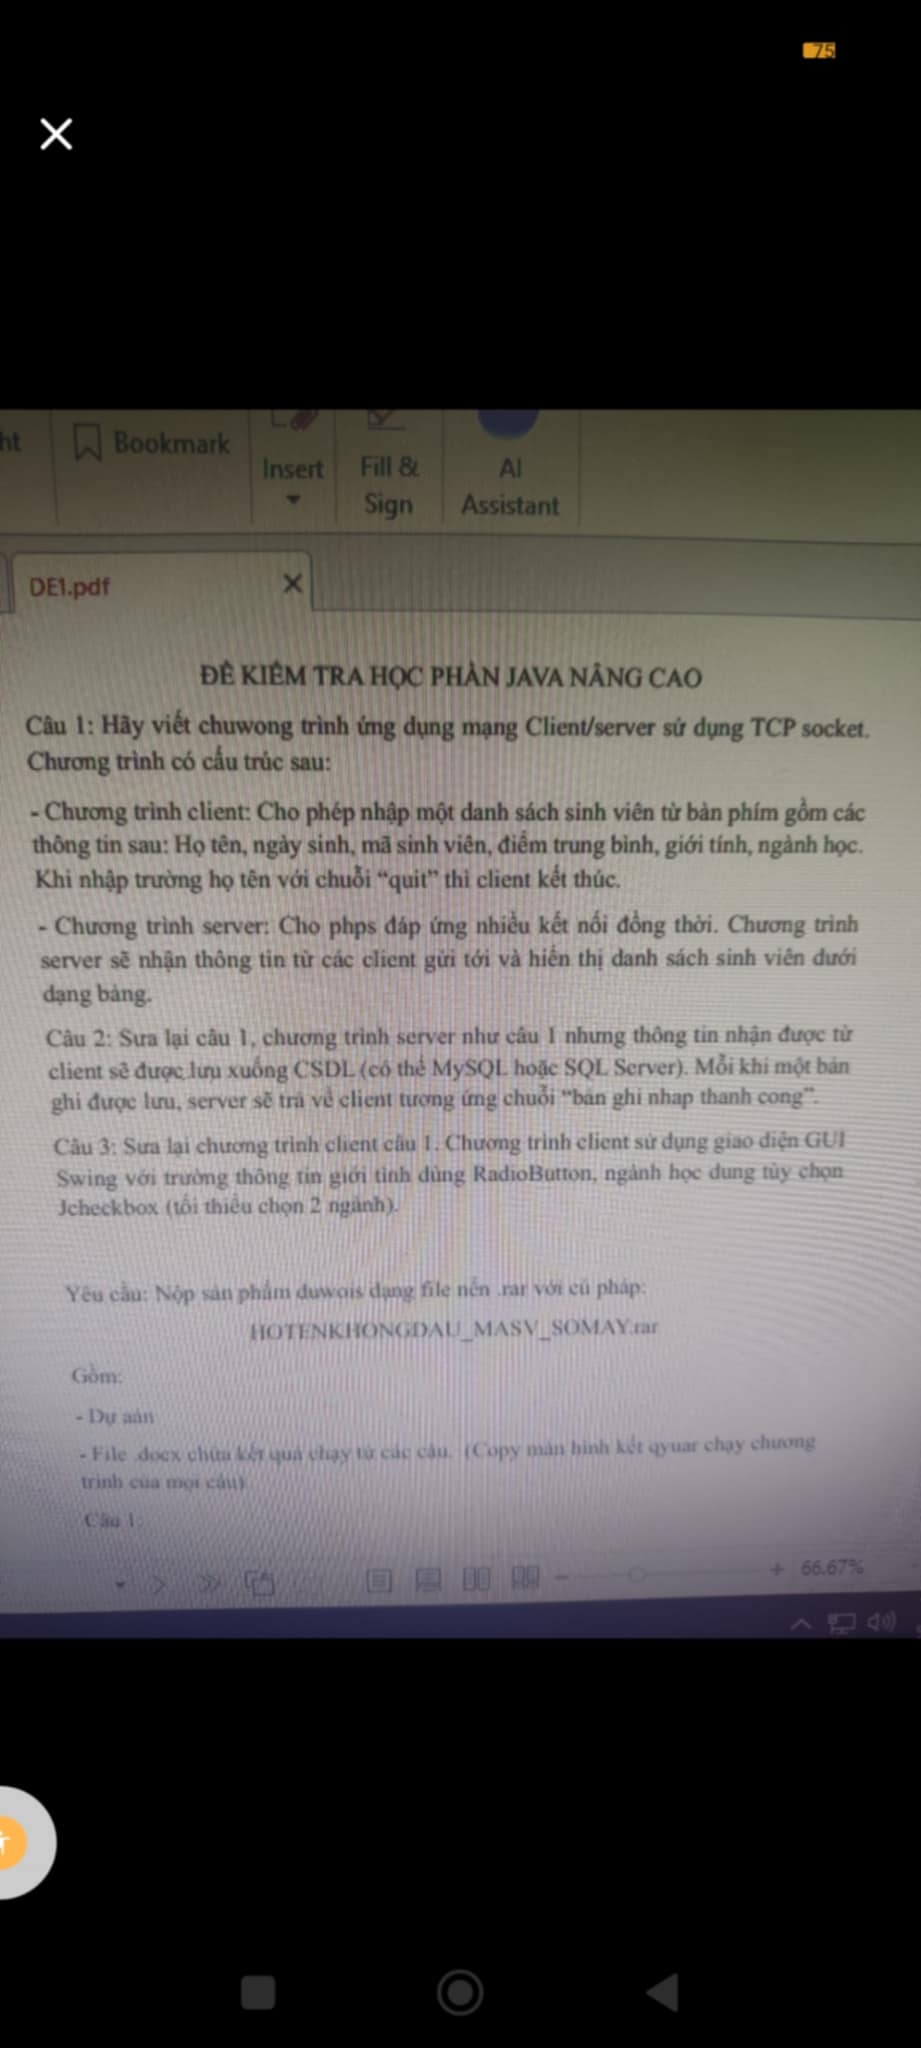 75
ht
Bookmark
Insert
Fill &
Sign
AI
Assistant
DE1.pdf
ĐỀ KIỂM TRA HỌC PHẦN JAVA NÂNG CAO
Câu 1: Hãy viết chuwong trình ứng dụng mạng Client/server sử dụng TCP socket.
Chương trình có cấu trúc sau:
- Chương trình client: Cho phép nhập một danh sách sinh viên từ bàn phím gồm các
thông tin sau: Họ tên, ngày sinh, mã sinh viên, điểm trung bình, giới tính, ngành học.
Khi nhập trường họ tên với chuỗi “quit” thì client kết thúc.
- Chương trình server: Cho phps đáp ứng nhiều kết nối đồng thời. Chương trình
server sẽ nhận thông tin từ các client gửi tới và hiển thị danh sách sinh viên dưới
dạng bảng.
Câu 2: Sưa lại câu 1, chương trình server như câu 1 nhưng thông tin nhận được từ
client sẽ được lưu xuống CSDL (có thể MySQL hoặc SQL Server). Mỗi khi một bản
ghi được lưu, server sẽ trả về client tương ứng chuỗi “bản ghi nhap thanh cong”.
Câu 3: Sưa lại chương trình client câu 1. Chương trình client sử dụng giao diện GUI
Swing với trường thông tin giới tính dùng RadioButton, ngành học dung tùy chọn
Jcheckbox (tối thiểu chọn 2 ngành).
Yêu cầu: Nộp sản phẩm duwois dạng file nén .rar với cú pháp:
HOTENKHONGDAU_MASV_SOMAY.rar
Gồm:
- Dự aán
- File .docx chứa kết quả chạy từ các câu. (Copy màn hình kết qyuar chạy chương
trình của mọi câu)
Câu 1:
66.67%